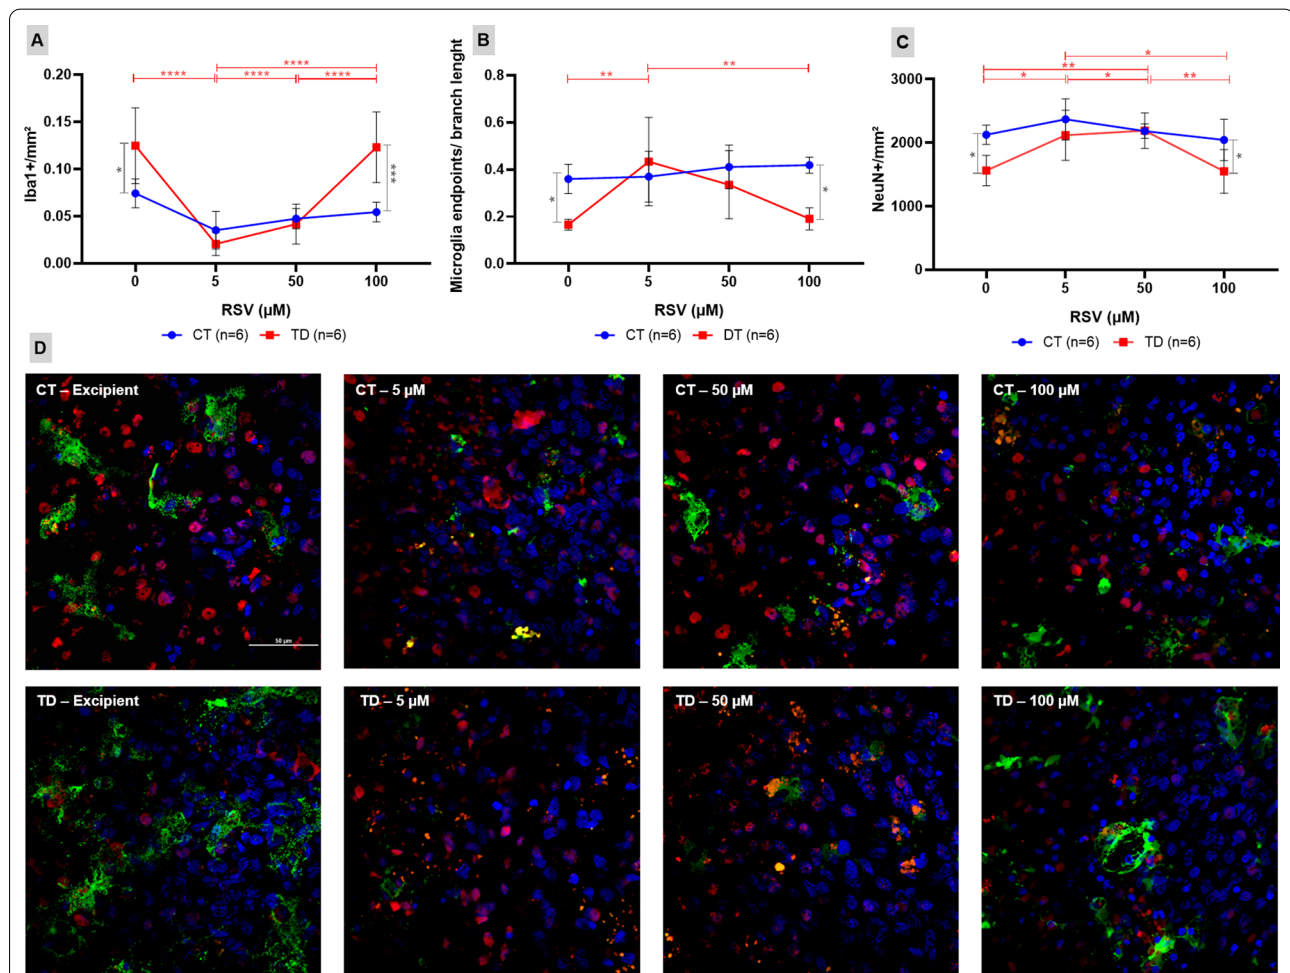 A
Iba1+/mm²
0.20
0.15
0.10
0.05
0.00
****
****
****
****
*
***
0
5
50
100
RSV (µM)
CT (n=6)
TD (n=6)
B
Microglia endpoints/ branch lenght
0.8
0.6
0.4
0.2
0.0
**
**
*
*
0
5
50
100
RSV (µM)
CT (n=6)
DT (n=6)
C
NeuN+/mm²
3000
2000
1000
0
*
**
*
*
**
*
*
0
5
50
100
RSV (µM)
CT (n=6)
TD (n=6)
D
CT – Excipient
50 µm
CT – 5 µM
CT – 50 µM
CT – 100 µM
TD – Excipient
TD – 5 µM
TD – 50 µM
TD – 100 µM